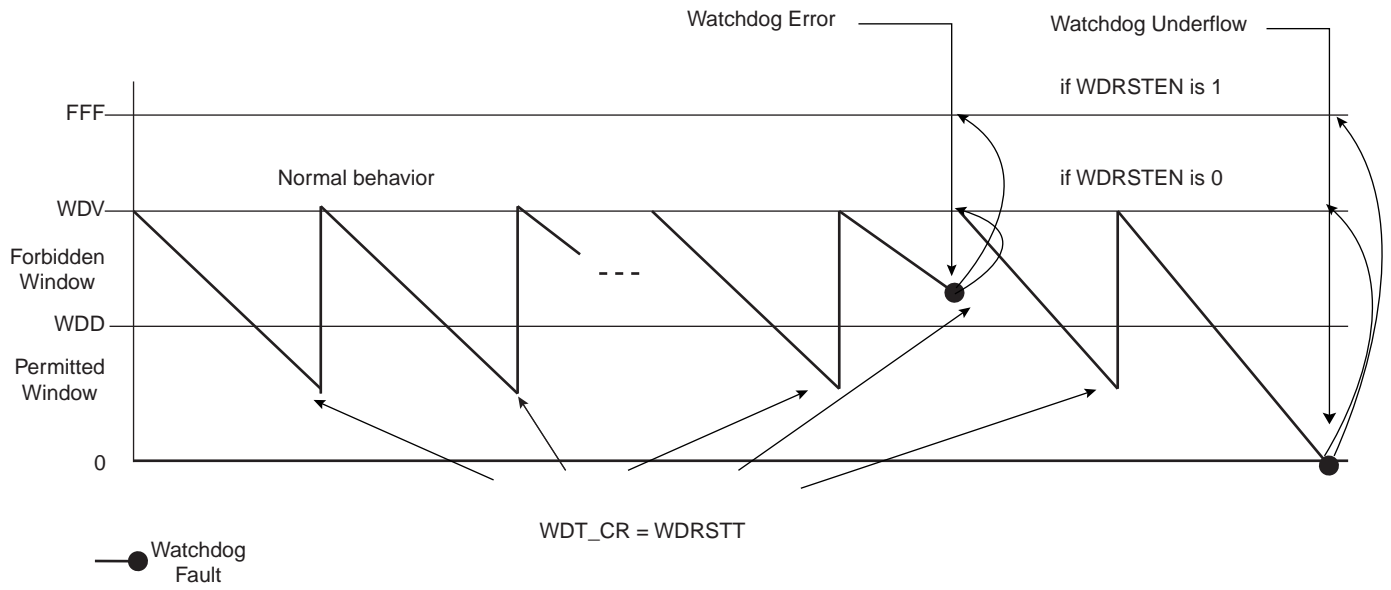 Watchdog Error
Watchdog Underflow
if WDRSTEN is 1
FFF
Normal behavior
if WDRSTEN is 0
WDV
Forbidden
Window
WDD
Permitted
Window
0
WDT_CR = WDRSTT
Watchdog
Fault